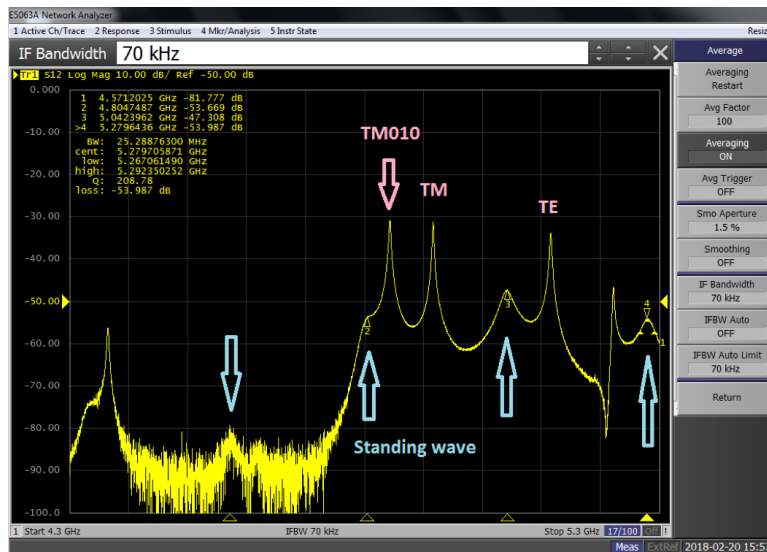 E5063A Network Analyzer
1 Active Ch/Trace 2 Response 3 Stimulus 4 Mkr/Analysis 5 Instr State
Resiz
IF Bandwidth 70 kHz
Tr1 S12 Log Mag 10.00 dB/ Ref -50.00 dB
0.000
-10.00
-20.00
-30.00
-40.00
-50.00
-60.00
-70.00
-80.00
-90.00
-100.0
1 4.5712025 GHz -81.777 dB
2 4.8047487 GHz -53.669 dB
3 5.0423962 GHz -47.308 dB
>4 5.2796436 GHz -53.987 dB
BW: 25.28876300 MHz
cent: 5.279705871 GHz
low: 5.267061490 GHz
high: 5.292350252 GHz
Q: 208.78
loss: -53.987 dB
TM010
TM
TE
2
3
4
1
Standing wave
1 Start 4.3 GHz
IFBW 70 kHz
Stop 5.3 GHz 17/100 Off !
Meas ExtRef 2018-02-20 15:5
Average
Averaging
Restart
Avg Factor
100
Averaging
ON
Avg Trigger
OFF
Smo Aperture
1.5 %
Smoothing
OFF
IF Bandwidth
70 kHz
IFBW Auto
OFF
IFBW Auto Limit
70 kHz
Return